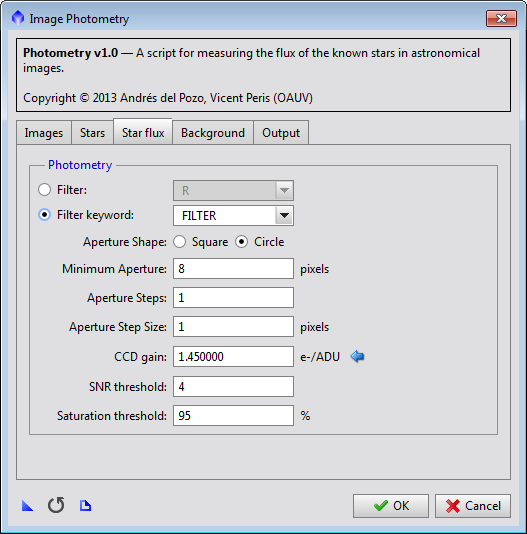 Image Photometry
Photometry v1.0 — A script for measuring the flux of the known stars in astronomical
images.
Copyright © 2013 Andrés del Pozo, Vicent Peris (OAUV)
Images Stars Star flux Background Output
Photometry
Filter: R
Filter keyword: FILTER
Aperture Shape: Square Circle
Minimum Aperture: 8 pixels
Aperture Steps: 1
Aperture Step Size: 1 pixels
CCD gain: 1.450000 e-/ADU
SNR threshold: 4
Saturation threshold: 95 %
OK Cancel